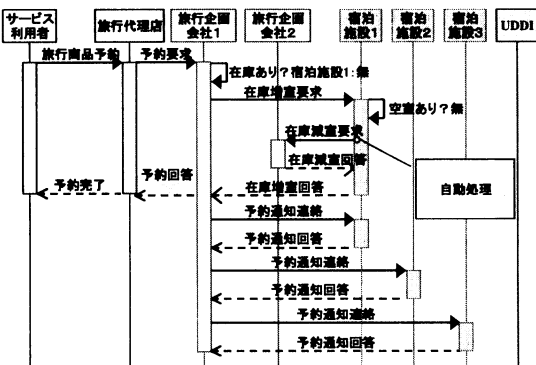 サービス
利用者
旅行代理店
旅行企画
会社1
旅行企画
会社2
宿泊
施設1
宿泊
施設2
宿泊
施設3
UDDI
旅行商品予約
予約要求
在庫あり？宿泊施設1:無
在庫増室要求
空室あり？無
在庫減室要求
在庫減室回答
自動処理
予約完了
予約回答
在庫増室回答
予約通知連絡
予約通知回答
予約通知連絡
予約通知回答
予約通知連絡
予約通知回答